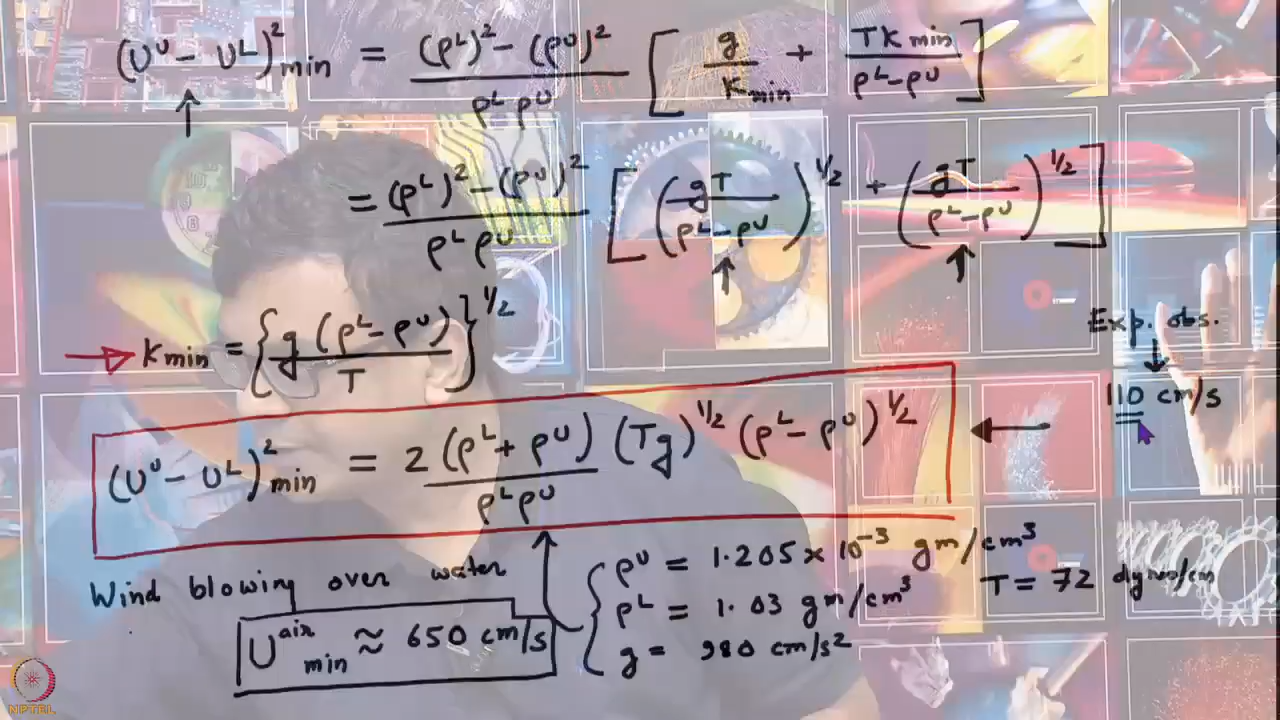 (U^U − U^L)²_min = (ρ^L)² − (ρ^U)² / ρ^L ρ^U [ g / K_min + T K_min / ρ^L − ρ^U ]
= (ρ^L)² − (ρ^U)² / ρ^L ρ^U [ ( gT / ρ^L − ρ^U )^1/2 + ( gT / ρ^L − ρ^U )^1/2 ]
K_min = { g (ρ^L − ρ^U) / T }^1/2
Exp. obs.
110 cm/s
(U^U − U^L)²_min = 2 (ρ^L + ρ^U) / ρ^L ρ^U (Tg)^1/2 (ρ^L − ρ^U)^1/2
Wind blowing over water
U^air_min ≈ 650 cm/s
ρ^U = 1.205 × 10^-3 gm/cm³
ρ^L = 1.03 gm/cm³
g = 980 cm/s²
T = 72 dynes/cm
NPTEL